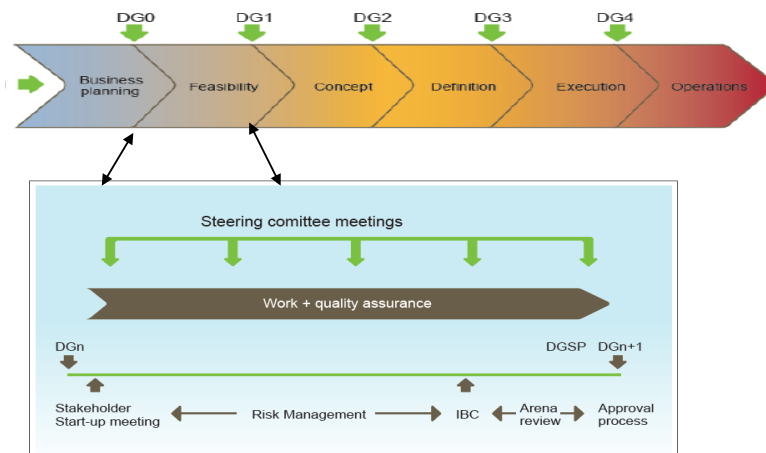 DG0 DG1 DG2 DG3 DG4
Business
planning
Feasibility
Concept
Definition
Execution
Operations
Steering comittee meetings
Work + quality assurance
DGn
DGSP DGn+1
Stakeholder
Start-up meeting
Risk Management
IBC
Arena
review
Approval
process